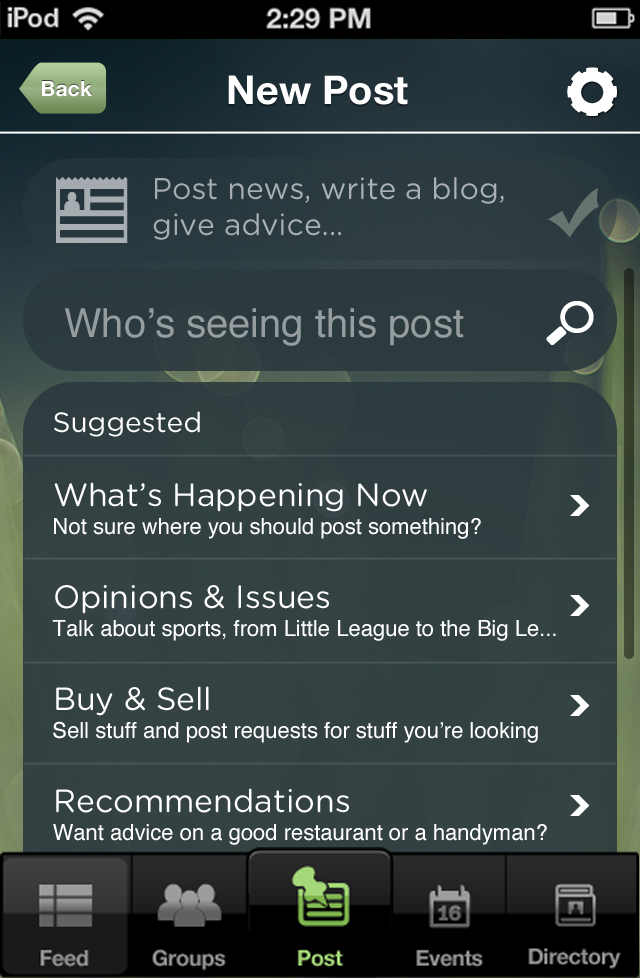 iPod 2:29 PM
Back New Post
Post news, write a blog,
give advice...
Who's seeing this post
Suggested
What's Happening Now
Not sure where you should post something?
Opinions & Issues
Talk about sports, from Little League to the Big Le...
Buy & Sell
Sell stuff and post requests for stuff you're looking
Recommendations
Want advice on a good restaurant or a handyman?
16
Feed Groups Post Events Directory